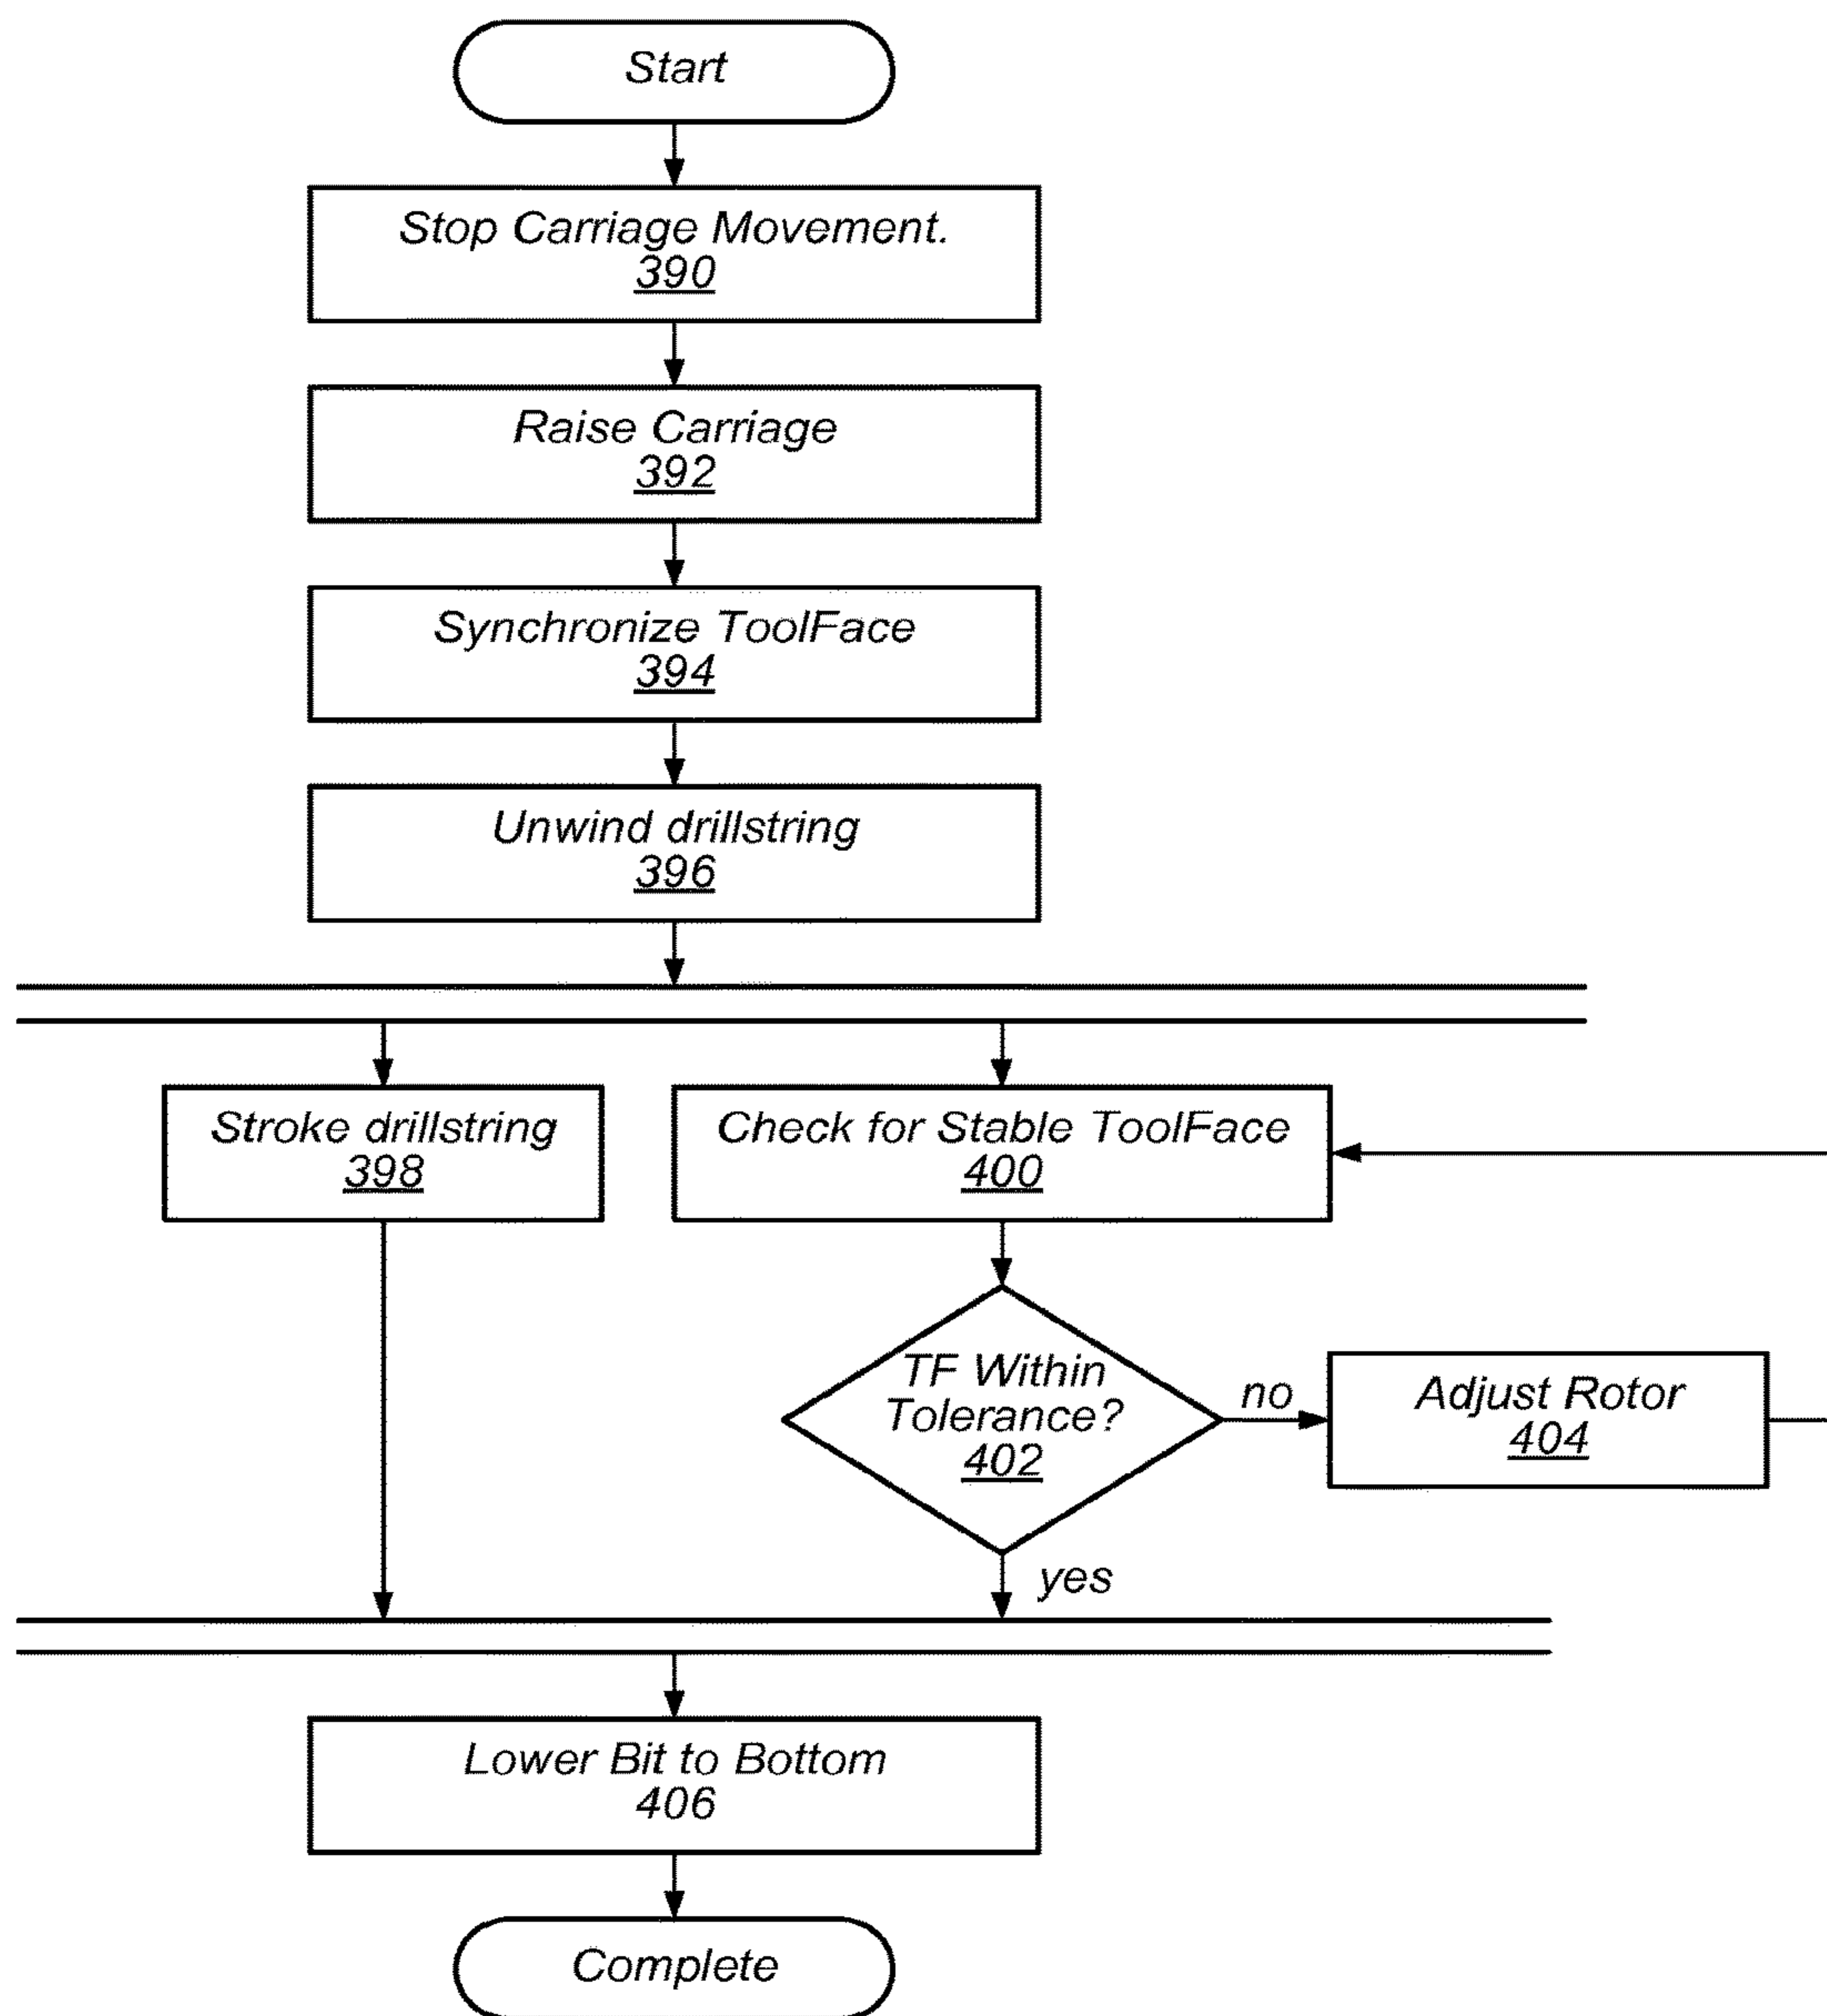 Start
Stop Carriage Movement.
390
Raise Carriage
392
Synchronize ToolFace
394
Unwind drillstring
396
Stroke drillstring
398
Check for Stable ToolFace
400
TF Within
Tolerance?
402
no
Adjust Rotor
404
yes
Lower Bit to Bottom
406
Complete